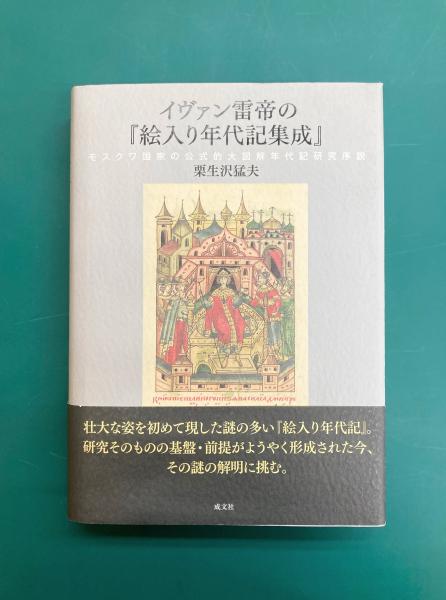 イヴァン雷帝の
『絵入り年代記集成』
モスクワ国家の公式的大図解年代記研究序説
栗生沢猛夫
壮大な姿を初めて現した謎の多い『絵入り年代記』。
研究そのものの基盤・前提がようやく形成された今、
その謎の解明に挑む。
成文社